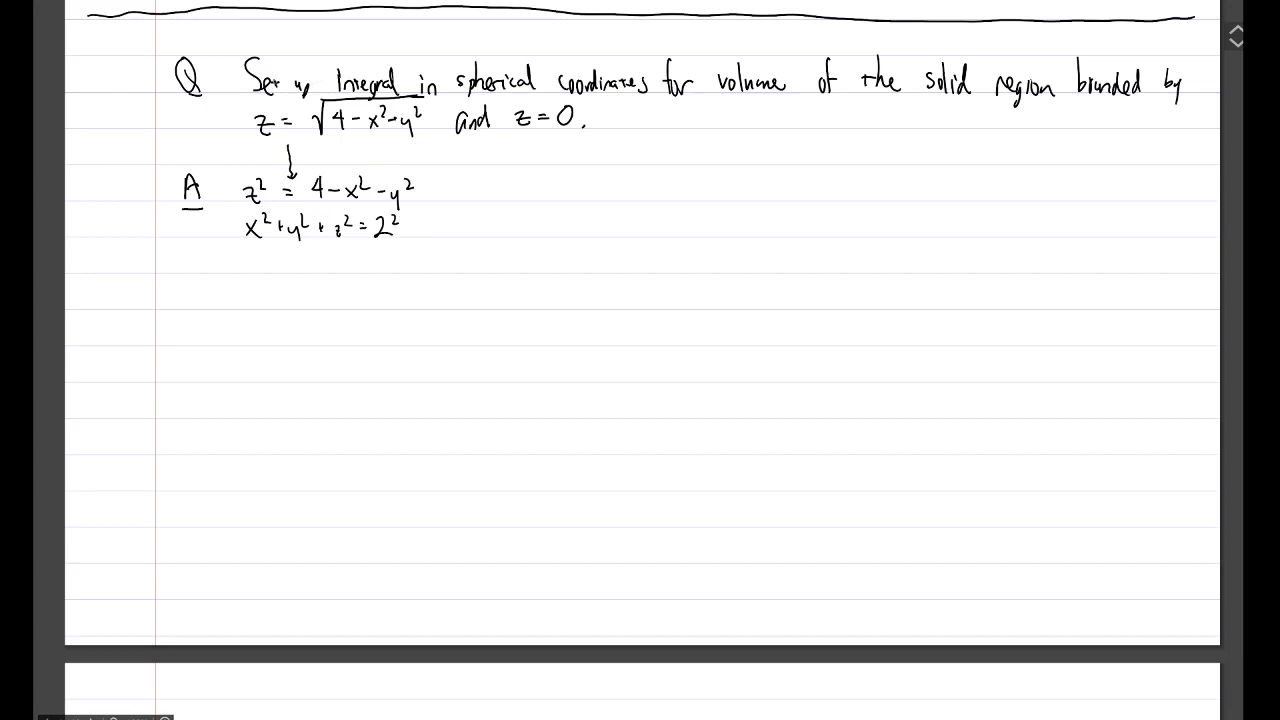 Q Set up Integral in spherical coordinates for volume of the solid region bounded by
z = √4 - x² - y² and z = 0.
A z² = 4 - x² - y²
x² + y² + z² = 2²